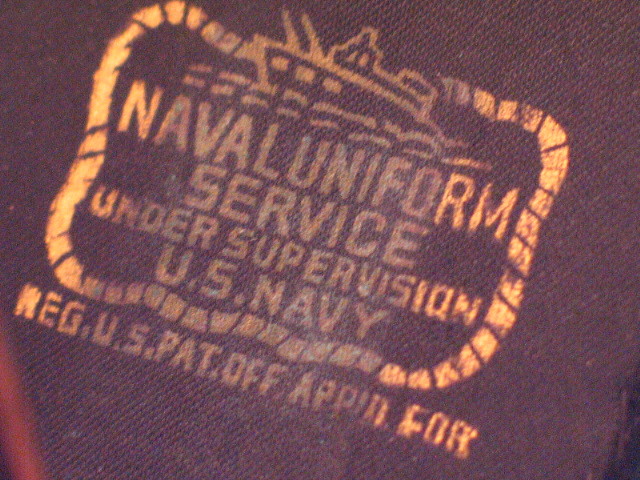 NAVAL UNIFORM
SERVICE
UNDER SUPERVISION
U.S. NAVY
REG. U.S. PAT. OFF. APP'D. FOR